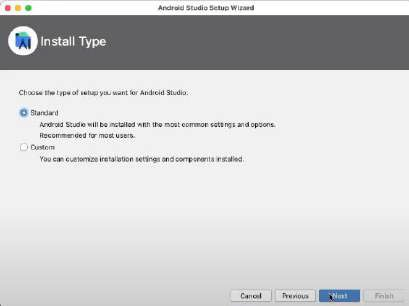 Android Studio Setup Wizard
Install Type
Choose the type of setup you want for Android Studio:
Standard
Android Studio will be installed with the most common settings and options.
Recommended for most users.
Custom
You can customize installation settings and components installed.
Cancel Previous Next Finish